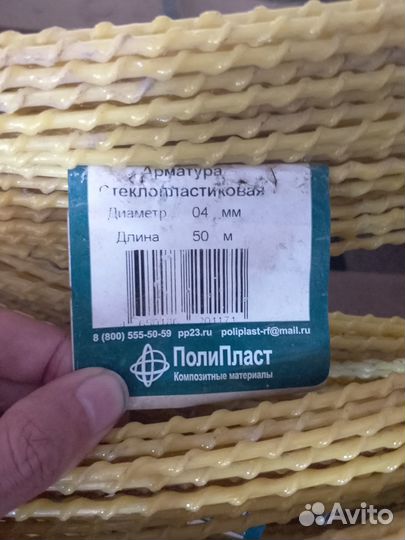 Арматура
Стеклопластиковая
Диаметр 04 мм
Длина 50 м
8 (800) 555-50-59 pp23.ru poliplast-rf@mail.ru
ПолиПласт
Композитные материалы
Avito